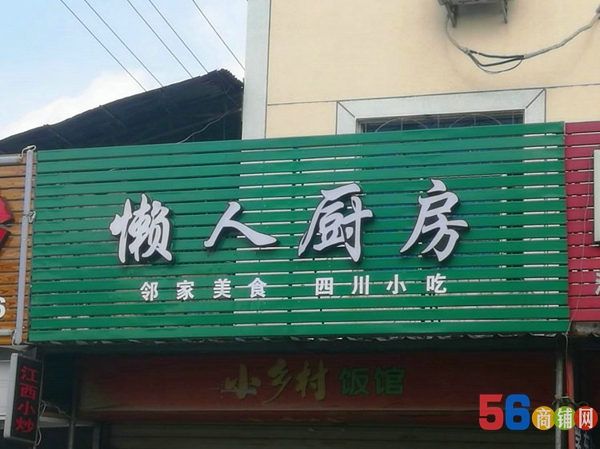 懒人厨房
邻家美食 四川小吃
小乡村饭馆
江西小炒
56商铺网